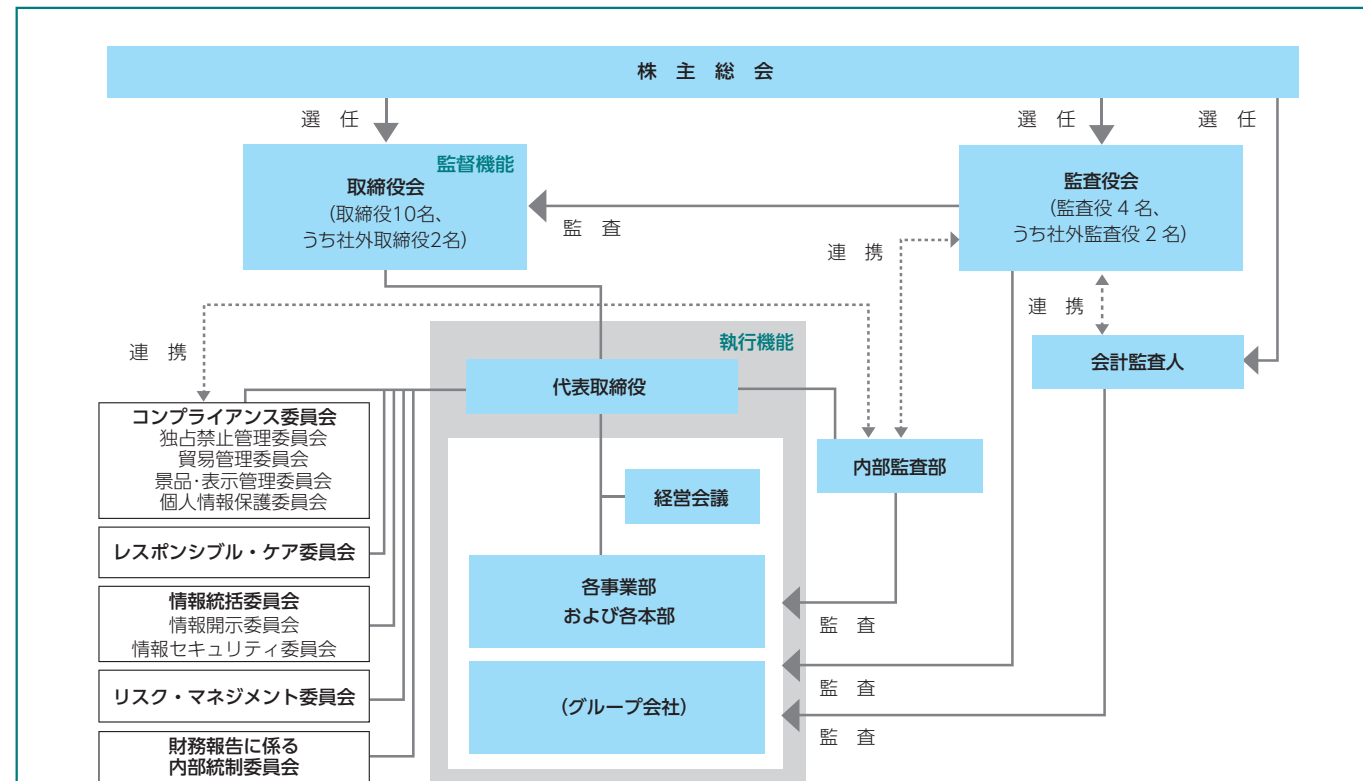 株 主 総 会
選 任
選 任
選 任
監督機能
取締役会
(取締役10名、
うち社外取締役2名)
監査役会
(監査役 4 名、
うち社外監査役 2 名)
監 査
連 携
連 携
連 携
執行機能
代表取締役
会計監査人
コンプライアンス委員会
独占禁止管理委員会
貿易管理委員会
景品・表示管理委員会
個人情報保護委員会
内部監査部
経営会議
レスポンシブル・ケア委員会
各事業部
および各本部
情報統括委員会
情報開示委員会
情報セキュリティ委員会
監 査
リスク・マネジメント委員会
(グループ会社)
監 査
監 査
財務報告に係る
内部統制委員会